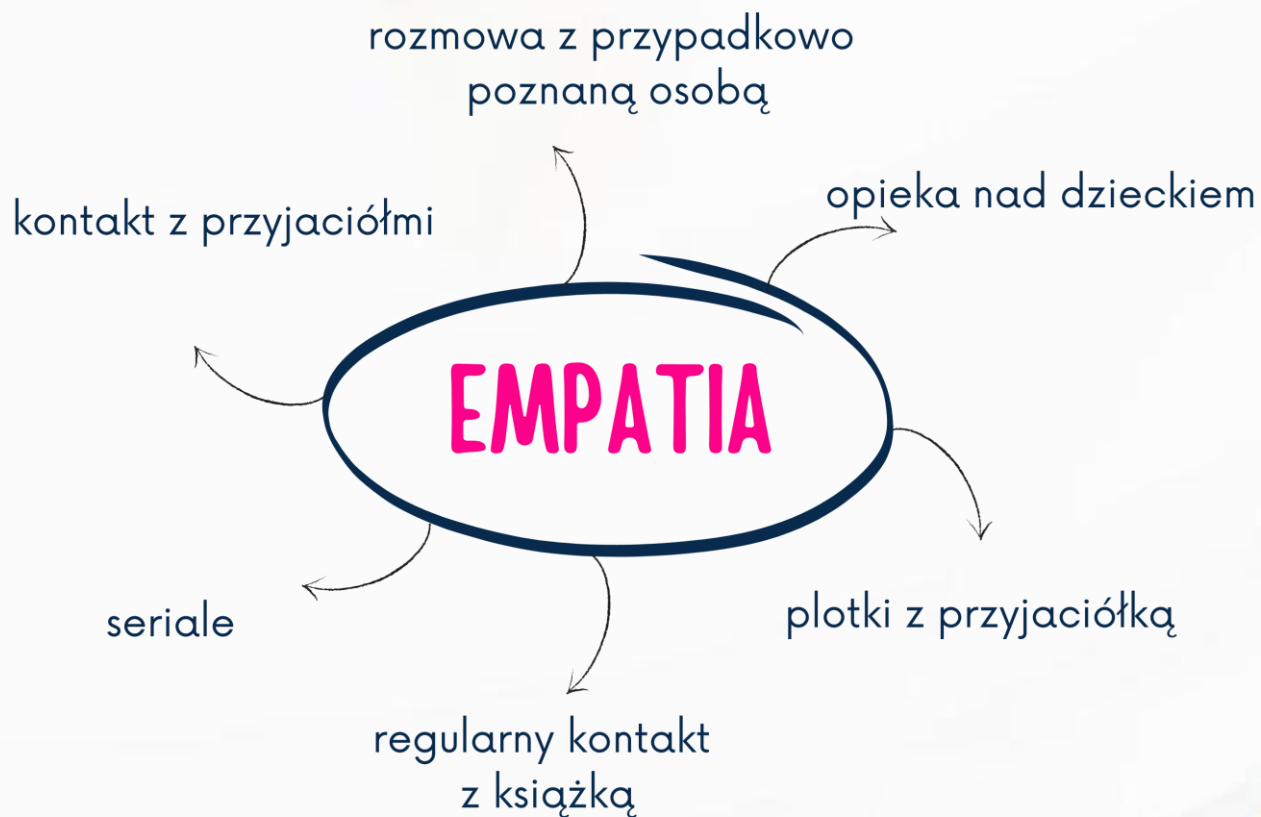 rozmowa z przypadkowo
poznaną osobą
opieka nad dzieckiem
kontakt z przyjaciółmi
EMPATIA
plotki z przyjaciółką
seriale
regularny kontakt
z książką